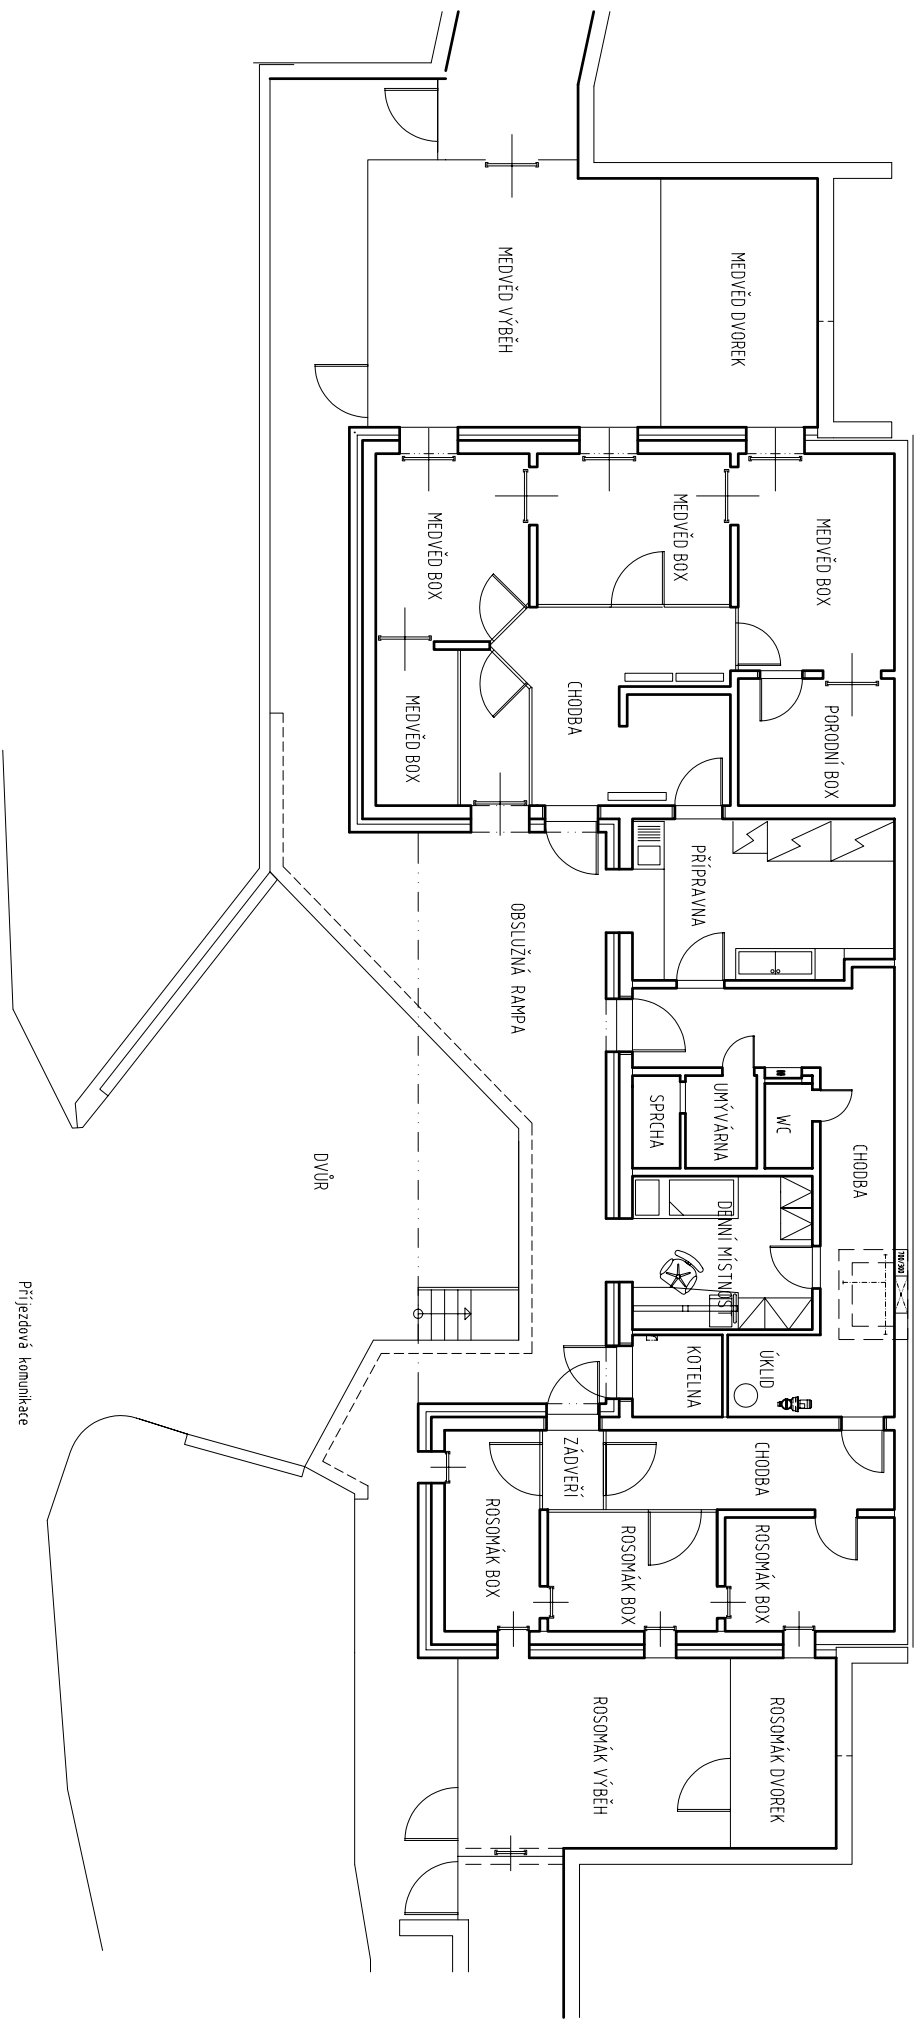 MEDVĚD DVOREK
MEDVĚD VÝBĚH
MEDVĚD BOX
MEDVĚD BOX
MEDVĚD BOX
PORODNÍ BOX
CHODBA
MEDVĚD BOX
PŘÍPRAVNA
OBSLUŽNÁ RAMPA
UMÝVÁRNA
SPRCHA
WC
CHODBA
DVŮR
DENNÍ MÍSTNOST
700/300
Příjezdová komunikace
ÚKLID
KOTELNA
CHODBA
ZÁDVEŘÍ
ROSOMÁK BOX
ROSOMÁK BOX
ROSOMÁK BOX
ROSOMÁK DVOREK
ROSOMÁK VÝBĚH